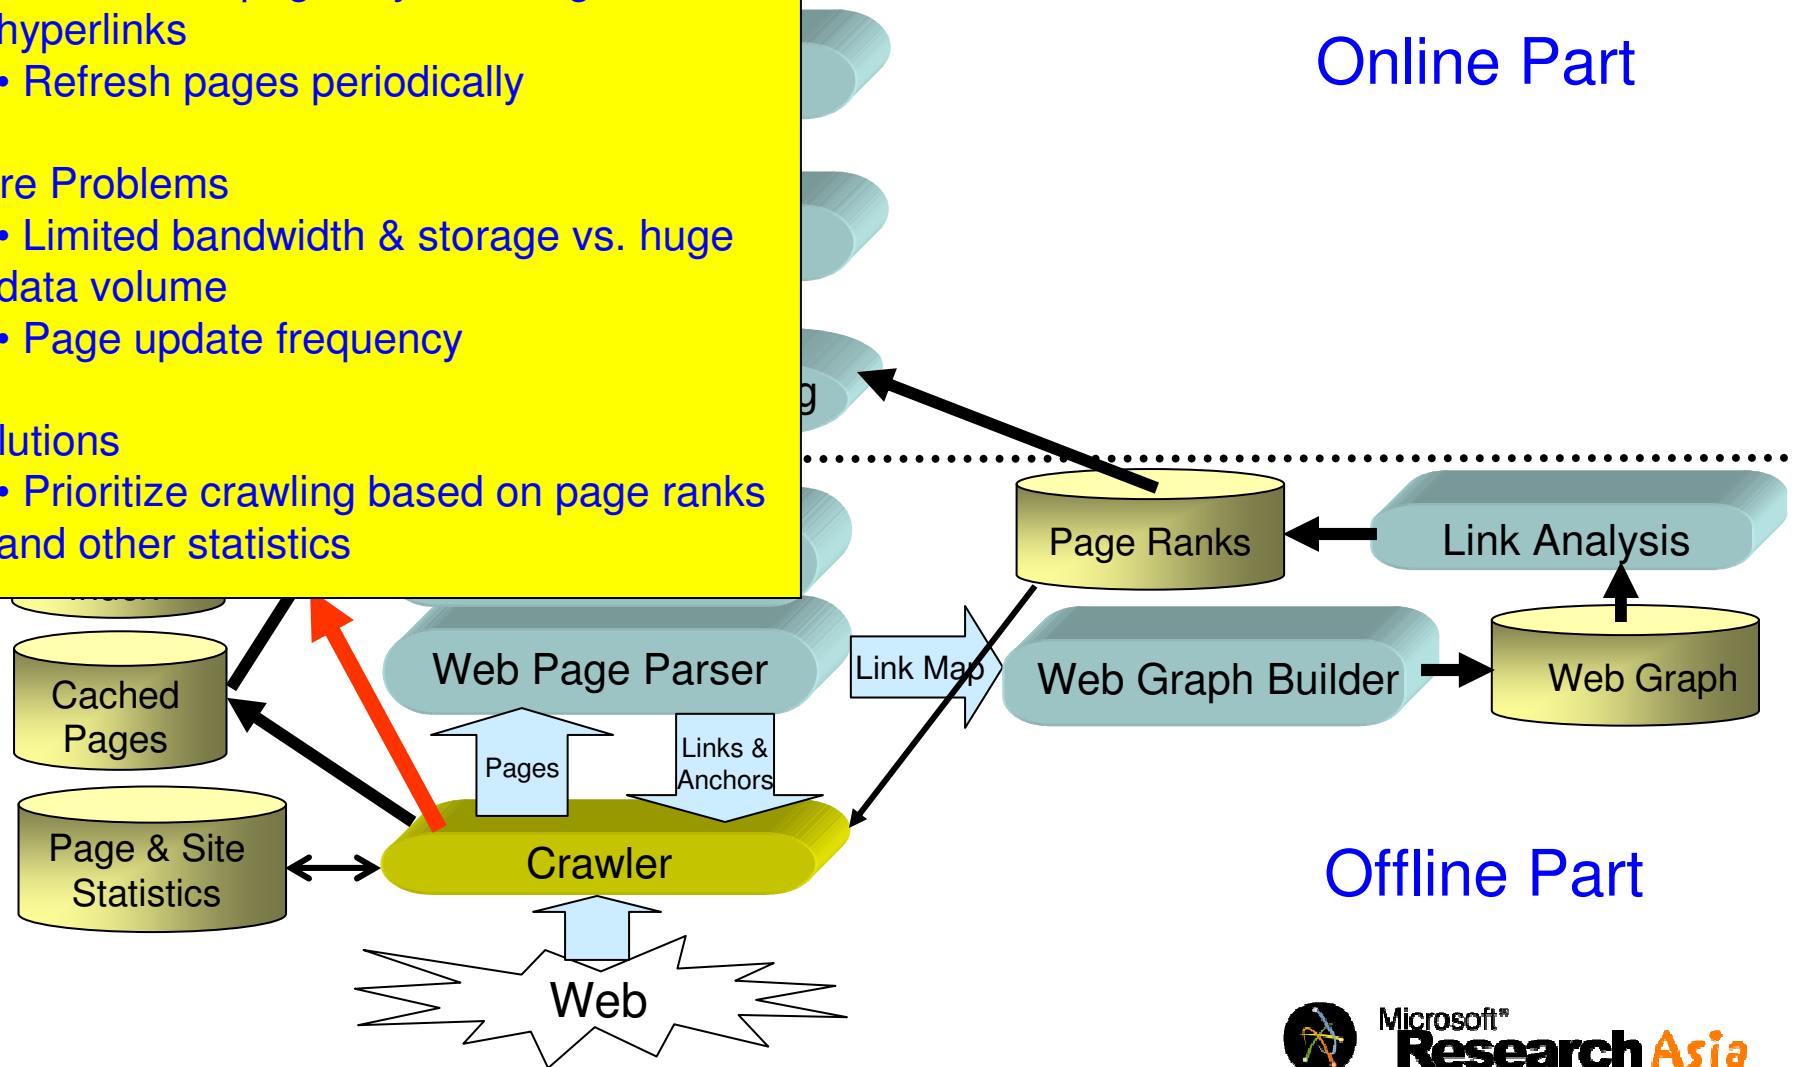 hyperlinks
• Refresh pages periodically
re Problems
• Limited bandwidth & storage vs. huge
data volume
• Page update frequency
lutions
• Prioritize crawling based on page ranks
and other statistics
Online Part
g
Page Ranks
Link Analysis
Cached
Pages
Web Page Parser
Link Map
Web Graph Builder
Web Graph
Pages
Links &
Anchors
Page & Site
Statistics
Crawler
Offline Part
Web
Microsoft®
Research Asia